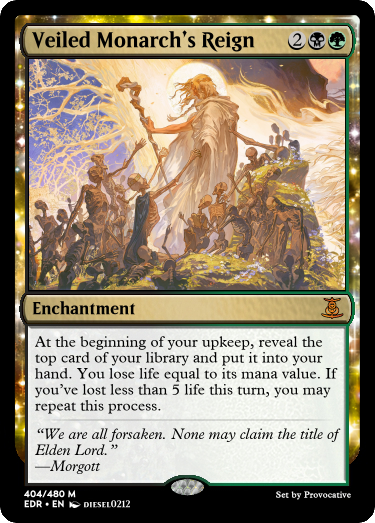 Veiled Monarch's Reign 2
Enchantment
At the beginning of your upkeep, reveal the
top card of your library and put it into your
hand. You lose life equal to its mana value. If
you've lost less than 5 life this turn, you may
repeat this process.
“We are all forsaken. None may claim the title of
Elden Lord.”
—Morgott
404/480 M
EDR • EN DIESEL0212
Set by Provocative